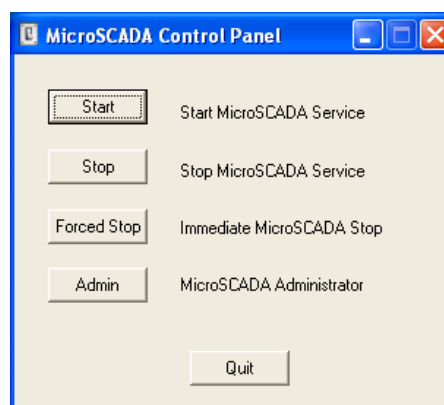 MicroSCADA Control Panel
Start Start MicroSCADA Service
Stop Stop MicroSCADA Service
Forced Stop Immediate MicroSCADA Stop
Admin MicroSCADA Administrator
Quit